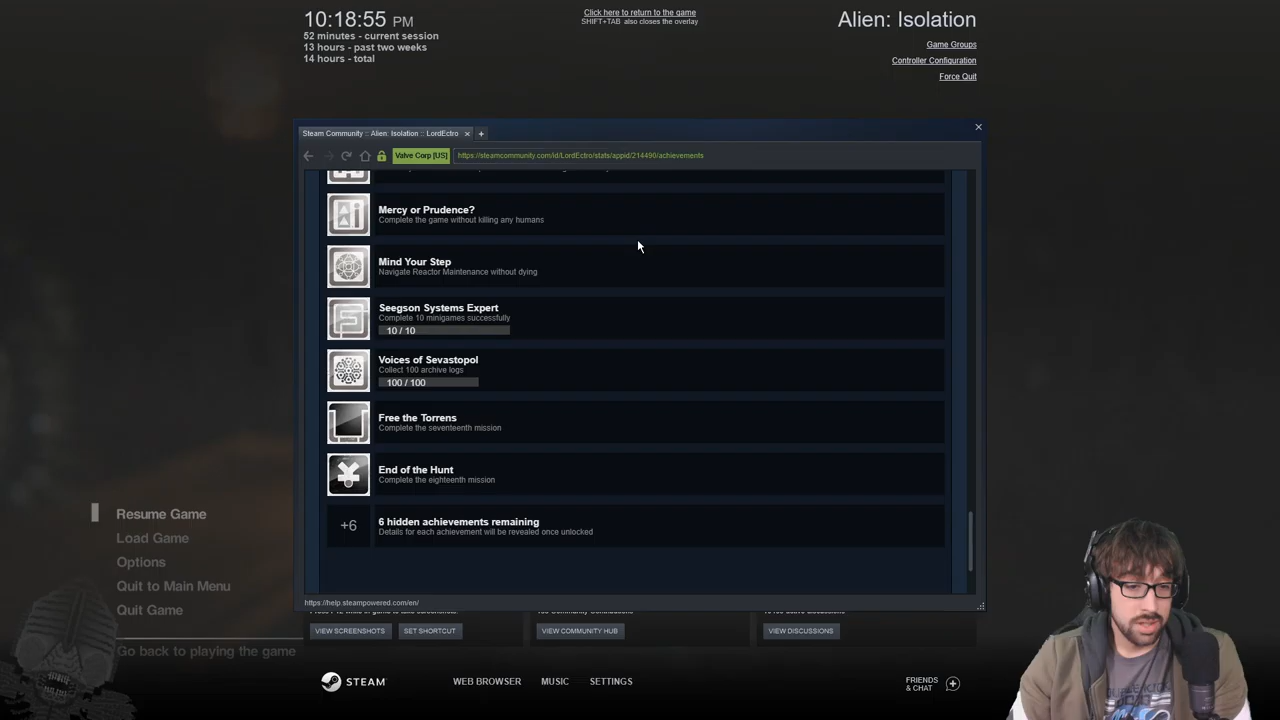 10:18:55 PM
52 minutes - current session
13 hours - past two weeks
14 hours - total
Click here to return to the game
SHIFT+TAB also closes the overlay
Alien: Isolation
Game Groups
Controller Configuration
Force Quit
Steam Community :: Alien: Isolation :: LordEctro
Valve Corp [US]
https://steamcommunity.com/id/LordEctro/stats/appid/214490/achievements
Mercy or Prudence?
Complete the game without killing any humans
Mind Your Step
Navigate Reactor Maintenance without dying
Seegson Systems Expert
Complete 10 minigames successfully
10 / 10
Voices of Sevastopol
Collect 100 archive logs
100 / 100
Free the Torrens
Complete the seventeenth mission
End of the Hunt
Complete the eighteenth mission
+6
6 hidden achievements remaining
Details for each achievement will be revealed once unlocked
https://help.steampowered.com/en/
Resume Game
Load Game
Options
Quit to Main Menu
Quit Game
Go back to playing the game
VIEW SCREENSHOTS
SET SHORTCUT
VIEW COMMUNITY HUB
VIEW DISCUSSIONS
STEAM
WEB BROWSER
MUSIC
SETTINGS
FRIENDS
& CHAT